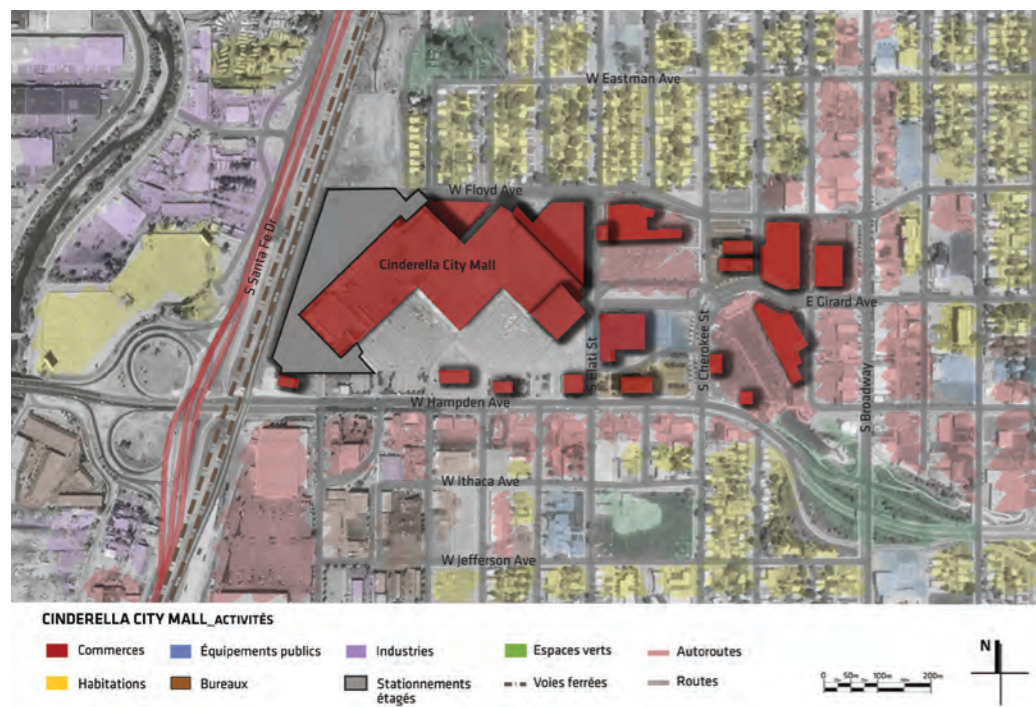 W Eastman Ave
W Floyd Ave
S Santa Fe Dr
Cinderella City Mall
E Girard Ave
S Elati St
S Cherokee St
S Broadway
W Hampden Ave
W Ithaca Ave
W Jefferson Ave
CINDERELLA CITY MALL_ACTIVITÉS
Commerces
Équipements publics
Industries
Espaces verts
Autoroutes
Habitations
Bureaux
Stationnements
étagés
Voies ferrées
Routes
N
0 50m 100m 200m